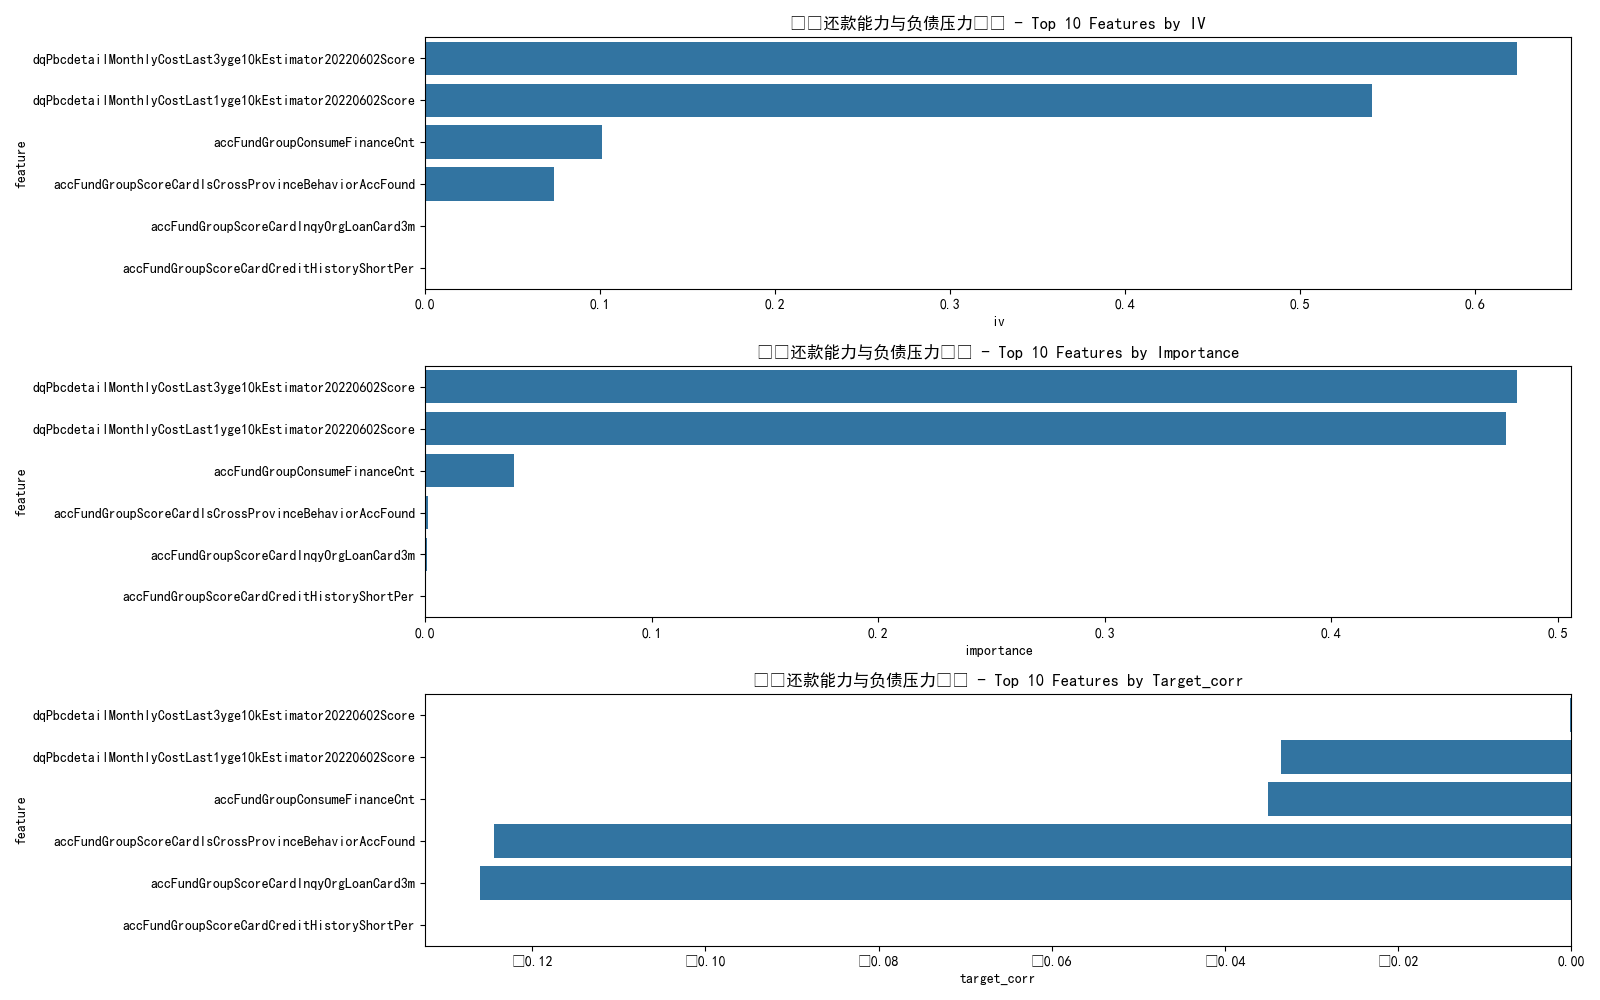 □□还款能力与负债压力□□ - Top 10 Features by IV
feature
dqPbcdetailMonthlyCostLast3yge10kEstimator20220602Score
dqPbcdetailMonthlyCostLast1yge10kEstimator20220602Score
accFundGroupConsumeFinanceCnt
accFundGroupScoreCardIsCrossProvinceBehaviorAccFound
accFundGroupScoreCardInqyOrgLoanCard3m
accFundGroupScoreCardCreditHistoryShortPer
0.0 0.1 0.2 0.3 0.4 0.5 0.6
iv
□□还款能力与负债压力□□ - Top 10 Features by Importance
feature
dqPbcdetailMonthlyCostLast3yge10kEstimator20220602Score
dqPbcdetailMonthlyCostLast1yge10kEstimator20220602Score
accFundGroupConsumeFinanceCnt
accFundGroupScoreCardIsCrossProvinceBehaviorAccFound
accFundGroupScoreCardInqyOrgLoanCard3m
accFundGroupScoreCardCreditHistoryShortPer
0.0 0.1 0.2 0.3 0.4 0.5
importance
□□还款能力与负债压力□□ - Top 10 Features by Target_corr
feature
dqPbcdetailMonthlyCostLast3yge10kEstimator20220602Score
dqPbcdetailMonthlyCostLast1yge10kEstimator20220602Score
accFundGroupConsumeFinanceCnt
accFundGroupScoreCardIsCrossProvinceBehaviorAccFound
accFundGroupScoreCardInqyOrgLoanCard3m
accFundGroupScoreCardCreditHistoryShortPer
□0.12 □0.10 □0.08 □0.06 □0.04 □0.02 0.00
target_corr